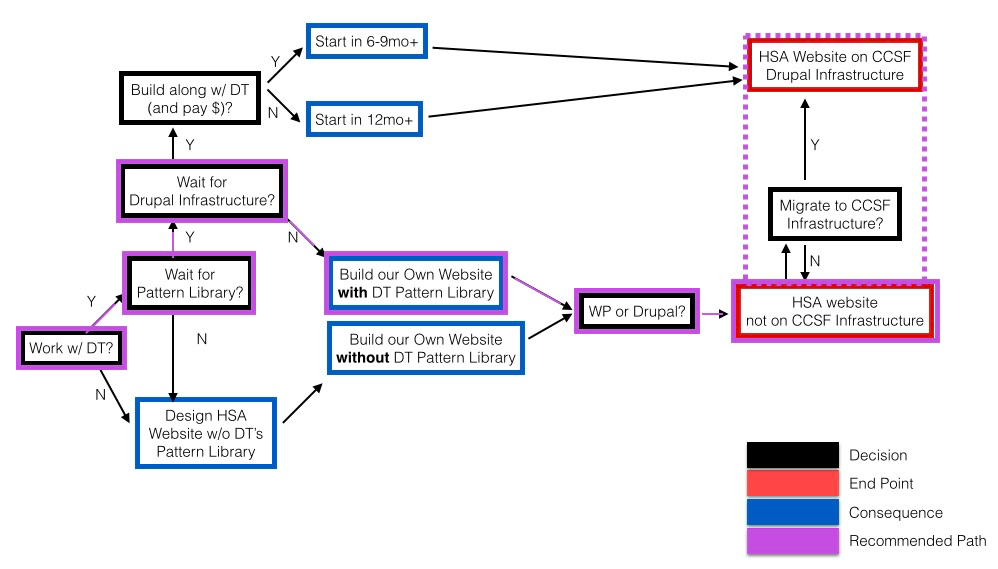 Start in 6-9mo+
HSA Website on CCSF
Drupal Infrastructure
Y
Build along w/ DT
(and pay $)?
N
Start in 12mo+
Y
Y
Wait for
Drupal Infrastructure?
Migrate to CCSF
Infrastructure?
Y
N
N
Wait for
Pattern Library?
Build our Own Website
with DT Pattern Library
Y
WP or Drupal?
HSA website
not on CCSF Infrastructure
Work w/ DT?
N
Build our Own Website
without DT Pattern Library
N
Design HSA
Website w/o DT's
Pattern Library
Decision
End Point
Consequence
Recommended Path